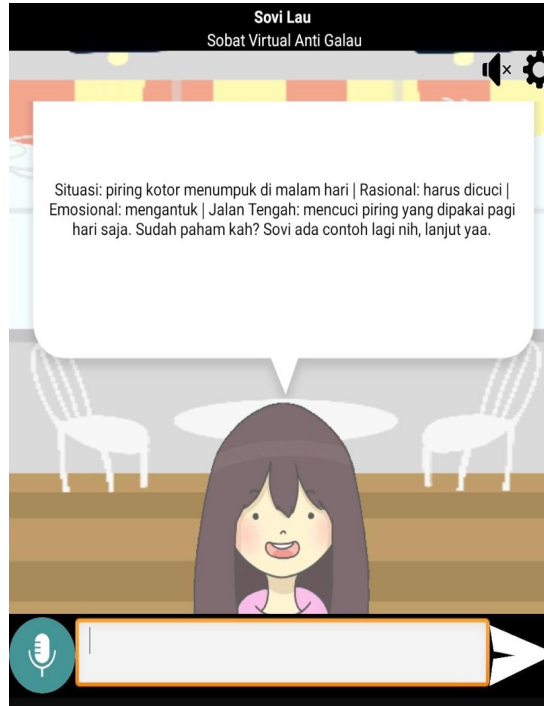 Sovi Lau
Sobat Virtual Anti Galau
Situasi: piring kotor menumpuk di malam hari | Rasional: harus dicuci |
Emosional: mengantuk | Jalan Tengah: mencuci piring yang dipakai pagi
hari saja. Sudah paham kah? Sovi ada contoh lagi nih, lanjut yaa.